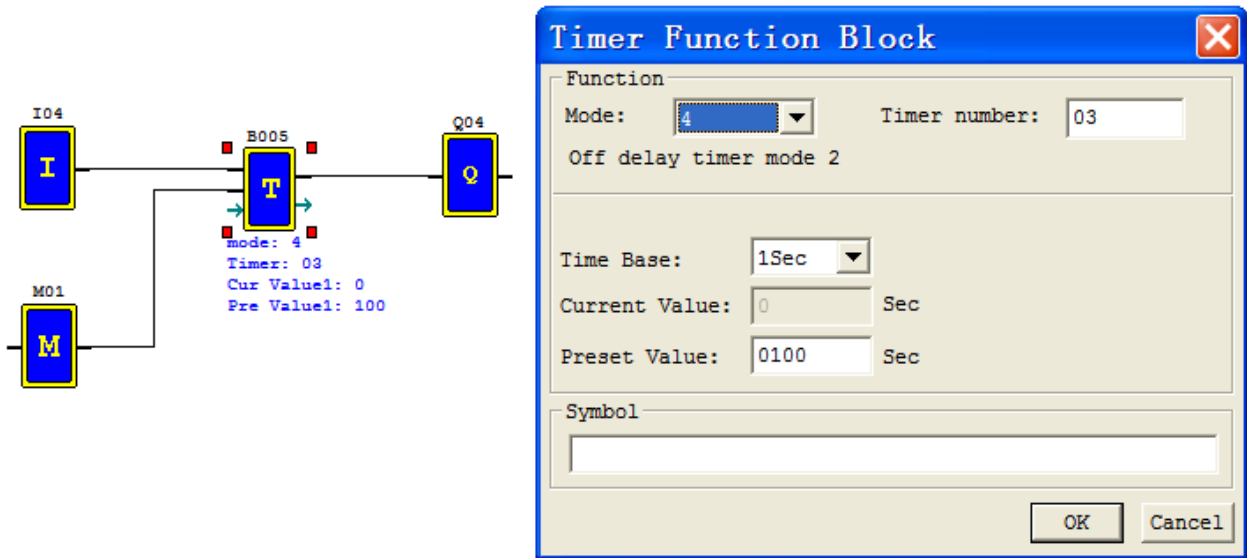 I04
I
B005
T
Q04
Q
mode: 4
Timer: 03
Cur Value1: 0
Pre Value1: 100
M01
M
Timer Function Block
Function
Mode: 4 Timer number: 03
Off delay timer mode 2
Time Base: 1Sec
Current Value: 0 Sec
Preset Value: 0100 Sec
Symbol
OK Cancel